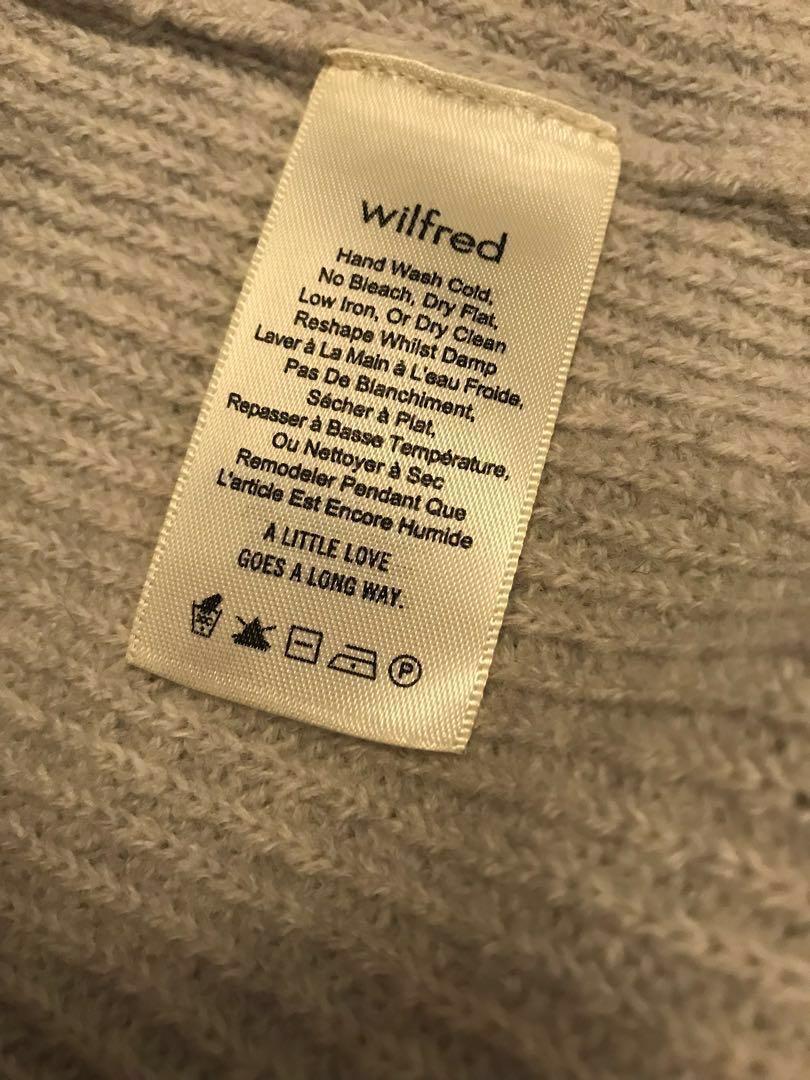 wilfred
Hand Wash Cold,
No Bleach, Dry Flat,
Low Iron, Or Dry Clean
Reshape Whilst Damp
Laver à La Main à L'eau Froide,
Pas De Blanchiment,
Sécher à Plat,
Repasser à Basse Température,
Ou Nettoyer à Sec
Remodeler Pendant Que
L'article Est Encore Humide
A LITTLE LOVE
GOES A LONG WAY.
P